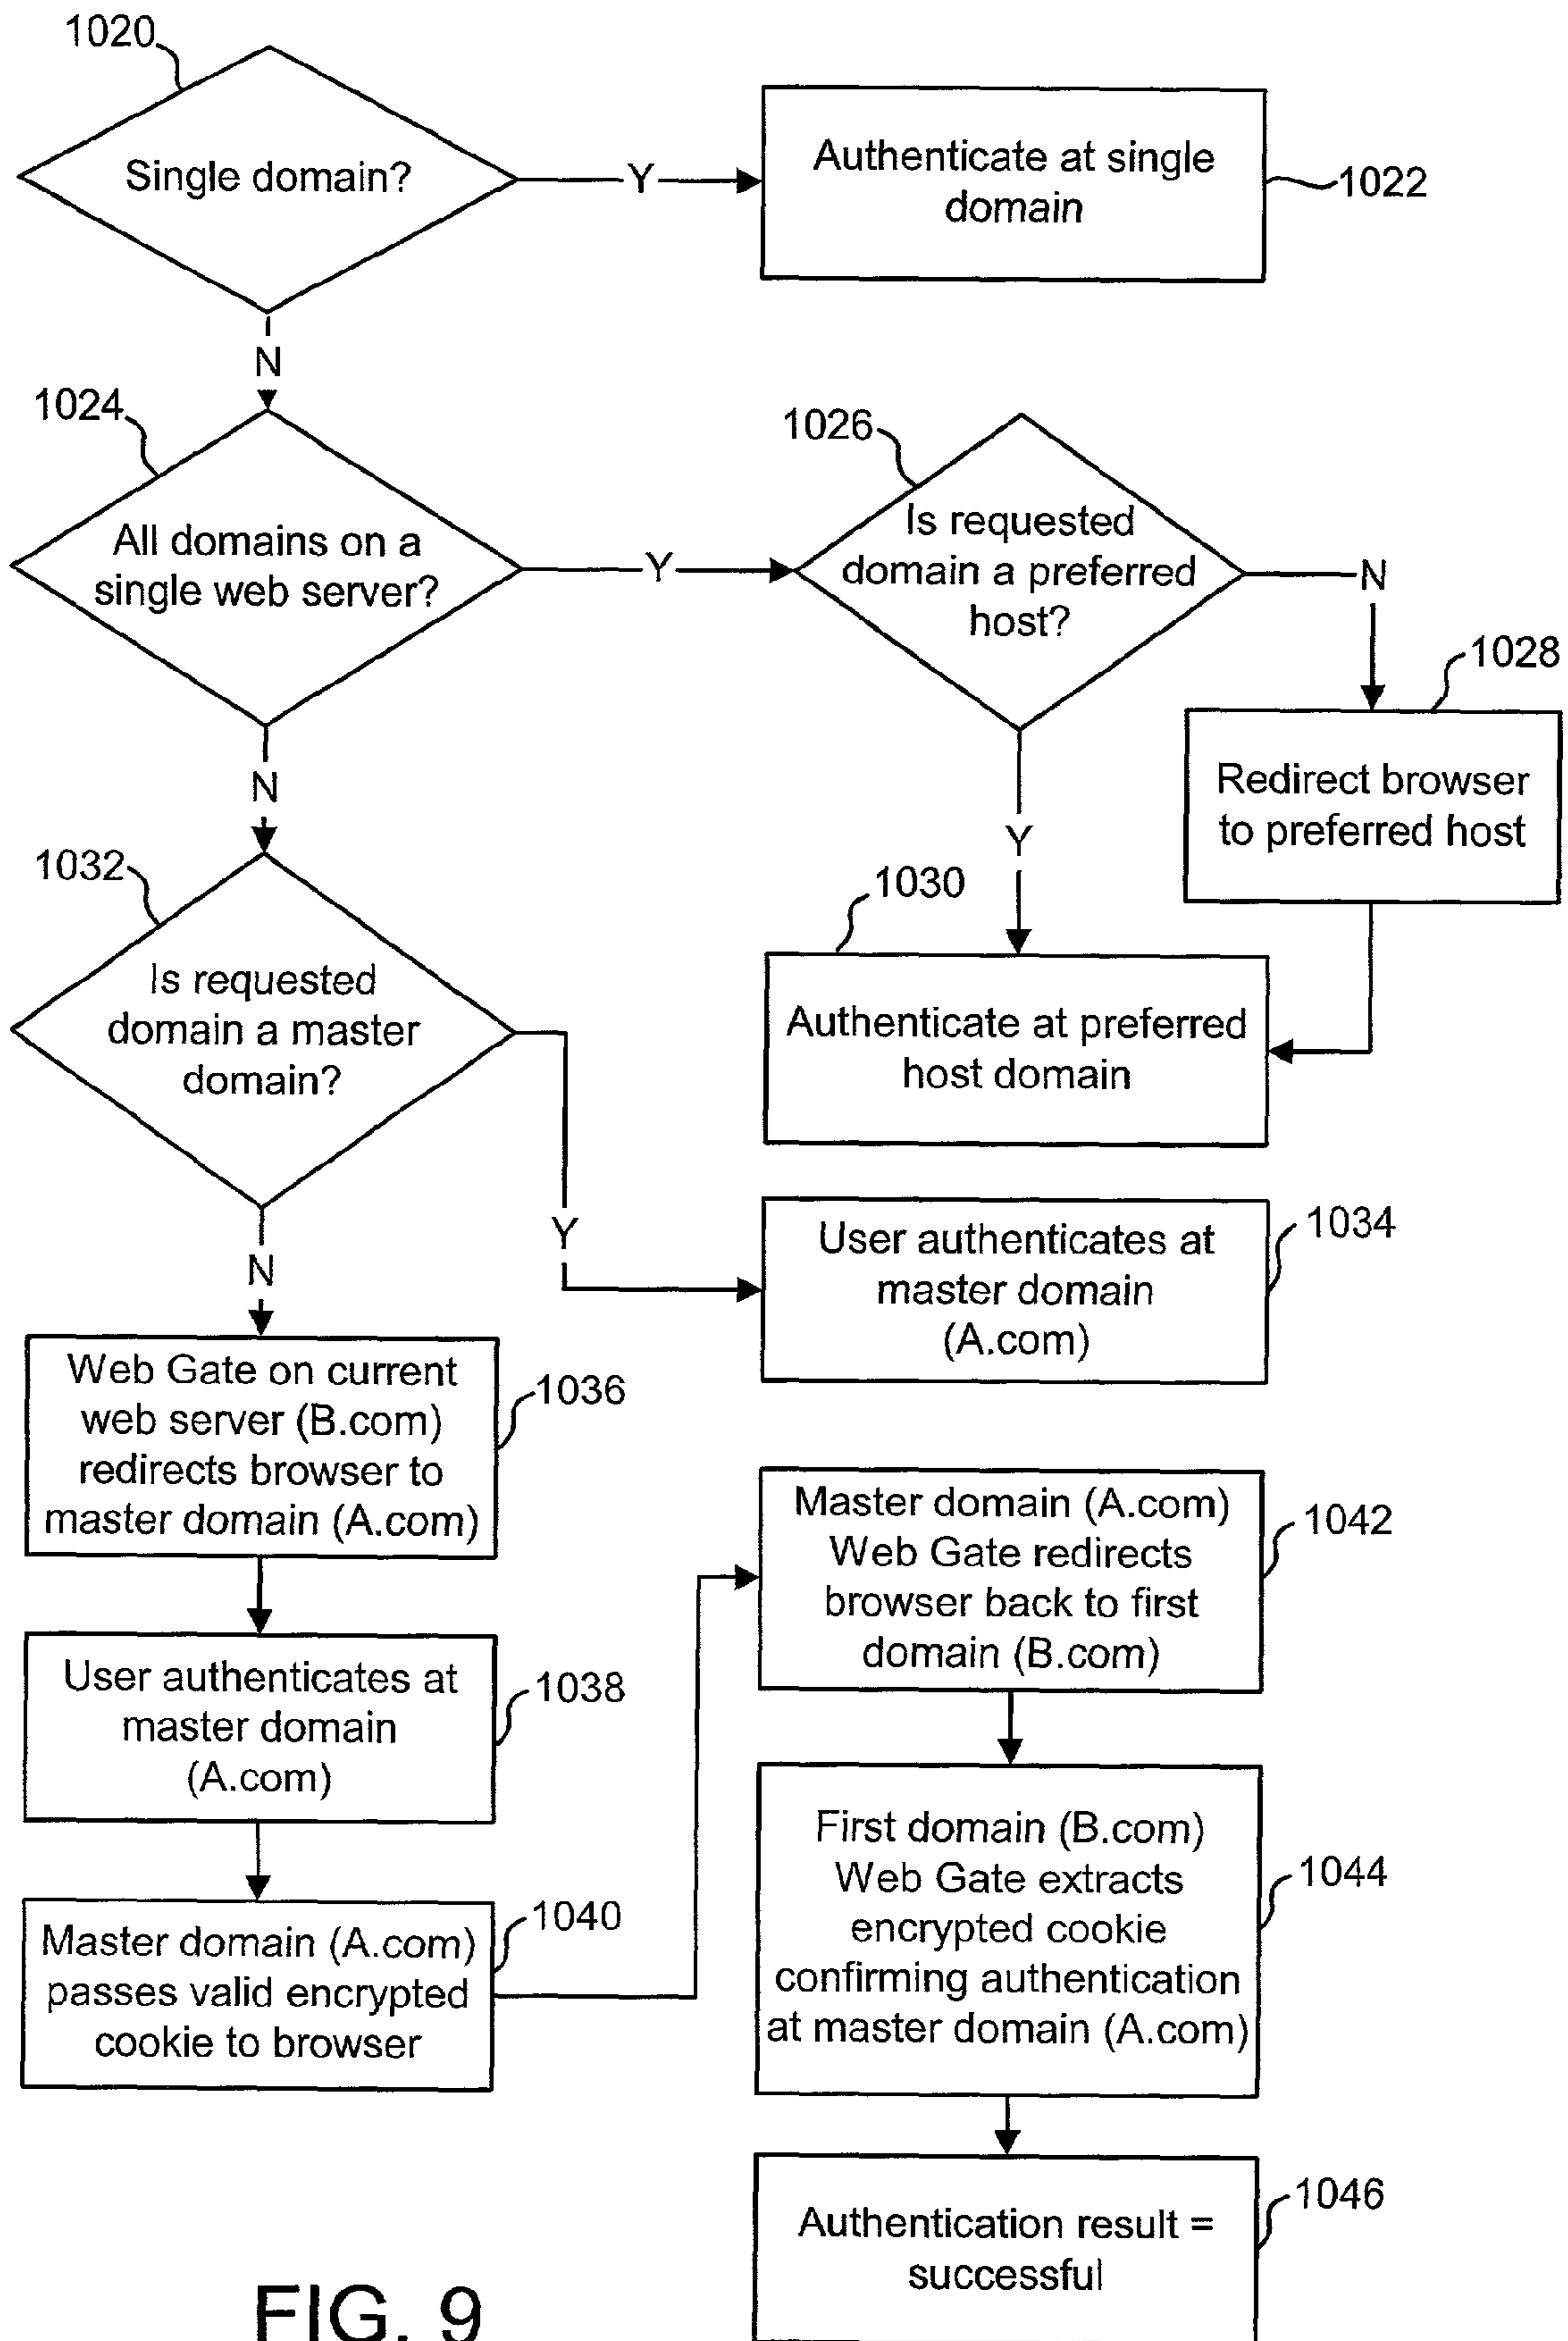 1020
Single domain?
Y
Authenticate at single
domain
1022
N
1024
All domains on a
single web server?
Y
1026
Is requested
domain a preferred
host?
N
1028
Redirect browser
to preferred host
Y
1030
Authenticate at preferred
host domain
N
1032
Is requested
domain a master
domain?
Y
1034
User authenticates at
master domain
(A.com)
N
Web Gate on current
web server (B.com)
redirects browser to
master domain (A.com)
1036
User authenticates at
master domain
(A.com)
1038
Master domain (A.com)
passes valid encrypted
cookie to browser
1040
Master domain (A.com)
Web Gate redirects
browser back to first
domain (B.com)
1042
First domain (B.com)
Web Gate extracts
encrypted cookie
confirming authentication
at master domain (A.com)
1044
Authentication result =
successful
1046
FIG. 9